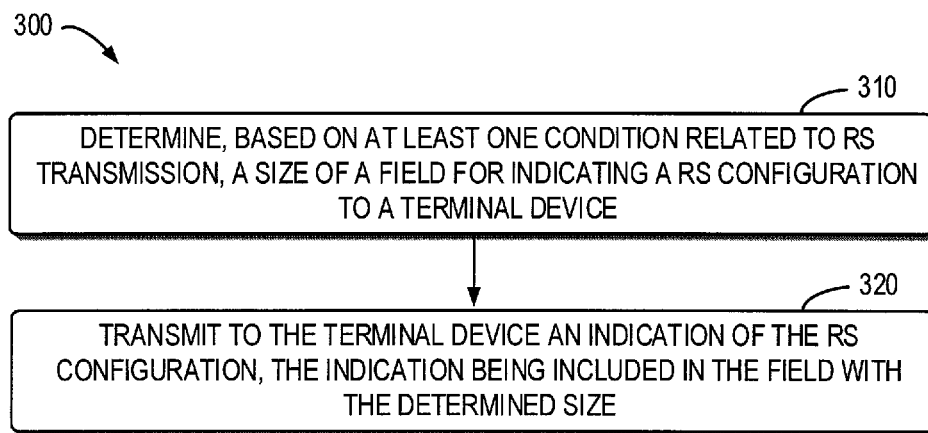 300
310
DETERMINE, BASED ON AT LEAST ONE CONDITION RELATED TO RS
TRANSMISSION, A SIZE OF A FIELD FOR INDICATING A RS CONFIGURATION
TO A TERMINAL DEVICE
320
TRANSMIT TO THE TERMINAL DEVICE AN INDICATION OF THE RS
CONFIGURATION, THE INDICATION BEING INCLUDED IN THE FIELD WITH
THE DETERMINED SIZE